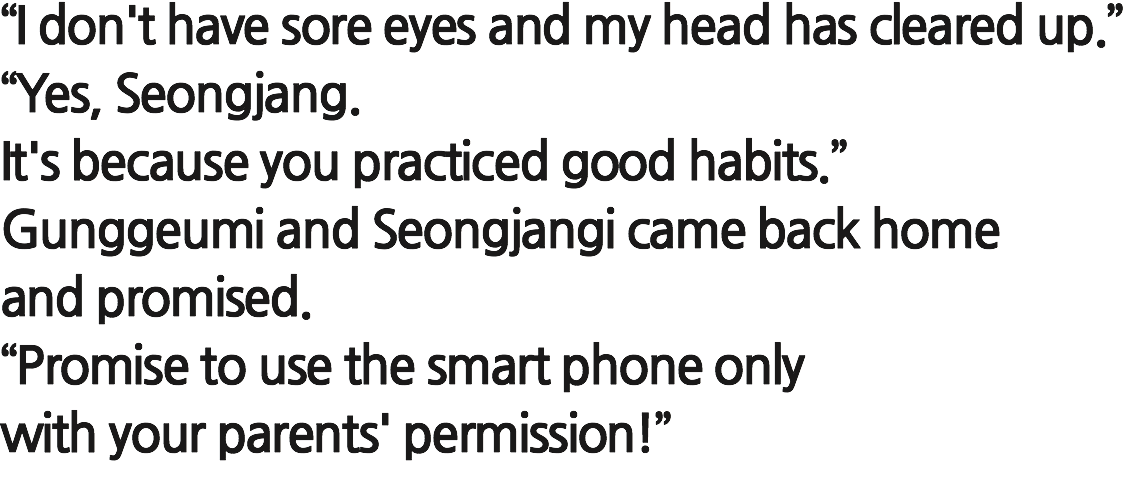 “I don't have sore eyes and my head has cleared up.”
“Yes, Seongjang.
It's because you practiced good habits.”
Gunggeumi and Seongjangi came back home
and promised.
“Promise to use the smart phone only
with your parents' permission!”